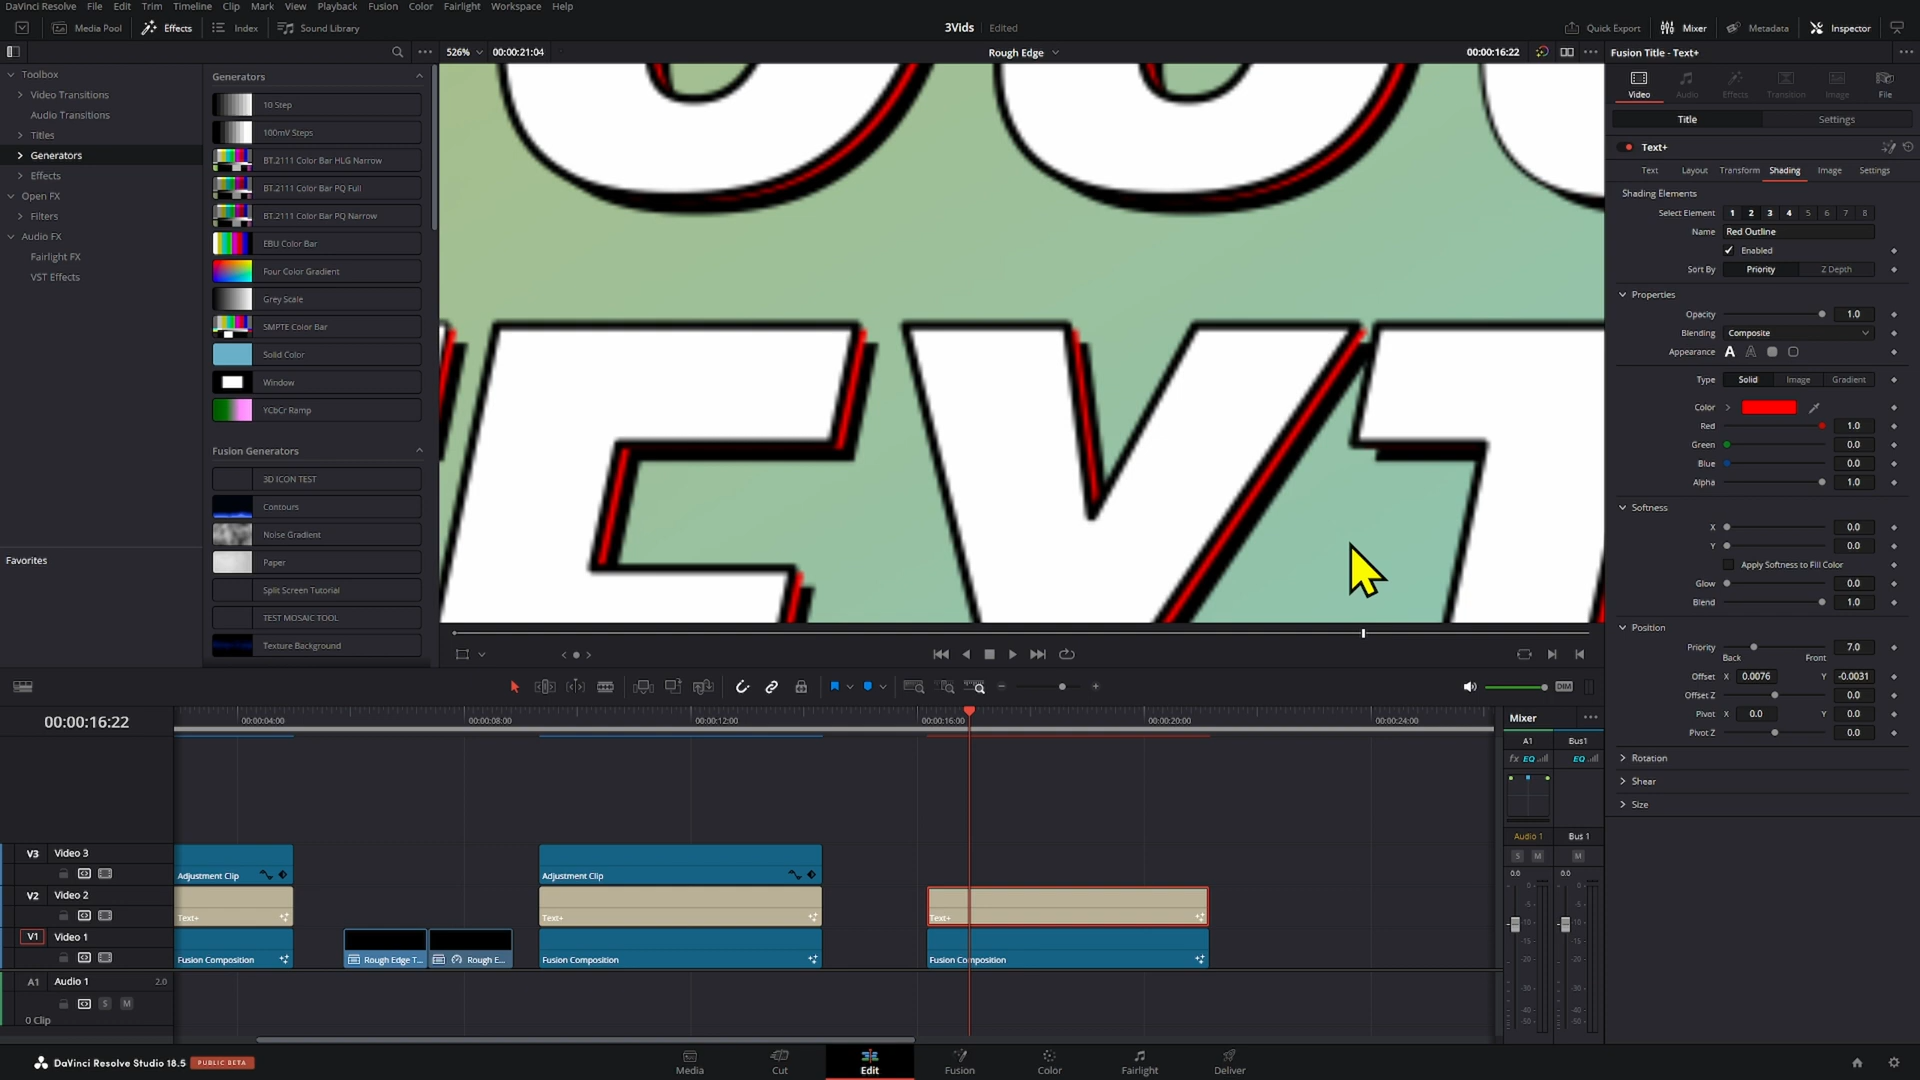 DaVinci Resolve File Edit Trim Timeline Clip Mark View Playback Fusion Color Fairlight Workspace Help
Media Pool Effects Index Sound Library 3Vids Edited Quick Export Mixer Metadata Inspector
526% 00:00:21:04 Rough Edge 00:00:16:22 Fusion Title - Text+
Toolbox
Video Transitions
Audio Transitions
Titles
Generators
Effects
Open FX
Filters
Audio FX
Fairlight FX
VST Effects
Favorites
Generators
10 Step
100mV Steps
BT.2111 Color Bar HLG Narrow
BT.2111 Color Bar PQ Full
BT.2111 Color Bar PQ Narrow
EBU Color Bar
Four Color Gradient
Grey Scale
SMPTE Color Bar
Solid Color
Window
YCbCr Ramp
Fusion Generators
3D ICON TEST
Contours
Noise Gradient
Paper
Split Screen Tutorial
TEST MOSAIC TOOL
Texture Background
Video Audio Effects Transition Image File
Title Settings
Text+
Text Layout Transform Shading Image Settings
Shading Elements
Select Element 1 2 3 4 5 6 7 8
Name Red Outline
Enabled
Sort By Priority Z Depth
Properties
Opacity 1.0
Blending Composite
Appearance A A
Type Solid Image Gradient
Color
Red 1.0
Green 0.0
Blue 0.0
Alpha 1.0
Softness
X 0.0
Y 0.0
Apply Softness to Fill Color
Glow 0.0
Blend 1.0
Position
Priority 7.0
Back Front
Offset X 0.0076 Y -0.0031
Offset Z 0.0
Pivot X 0.0 Y 0.0
Pivot Z 0.0
Rotation
Shear
Size
DIM
00:00:16:22
00:00:04:00 00:00:08:00 00:00:12:00 00:00:16:00 00:00:20:00 00:00:24:00
V3 Video 3
Adjustment Clip Adjustment Clip
V2 Video 2
Text+ Text+ Text+
V1 Video 1
Fusion Composition Rough Edge T... Rough E... Fusion Composition Fusion Composition
A1 Audio 1 2.0
S M
0 Clip
Mixer
A1 Bus1
fx EQ EQ
Audio 1 Bus 1
S M M
0.0 0.0
DaVinci Resolve Studio 18.5 PUBLIC BETA
Media Cut Edit Fusion Color Fairlight Deliver